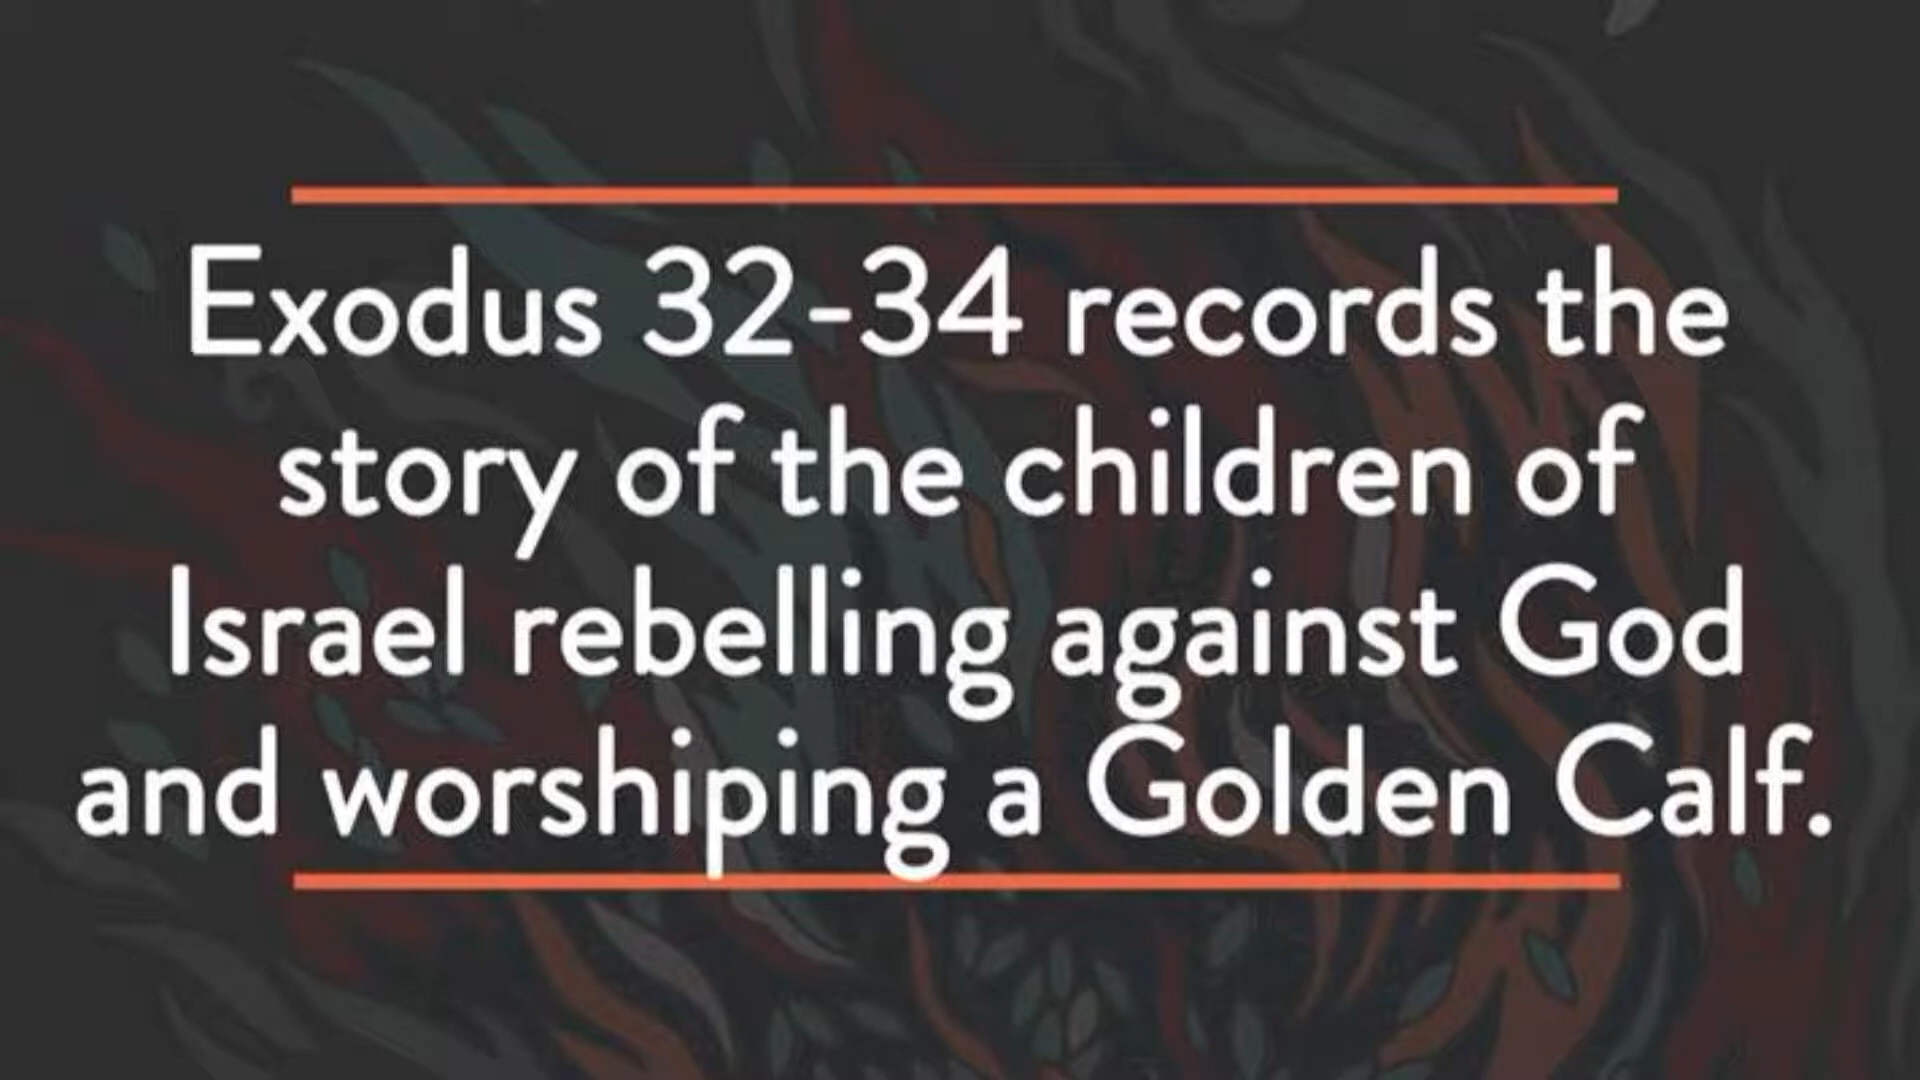 Exodus 32-34 records the
story of the children of
Israel rebelling against God
and worshiping a Golden Calf.